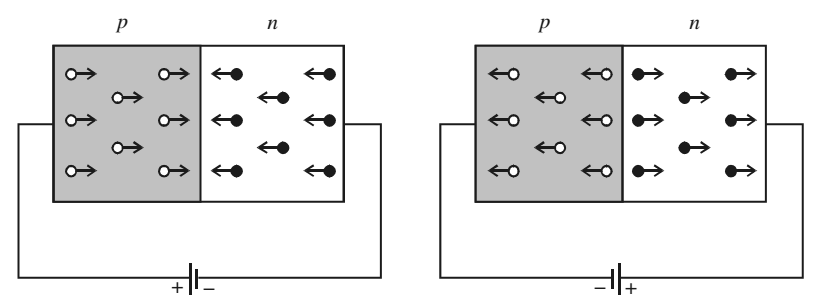 p n p n
+ − − +